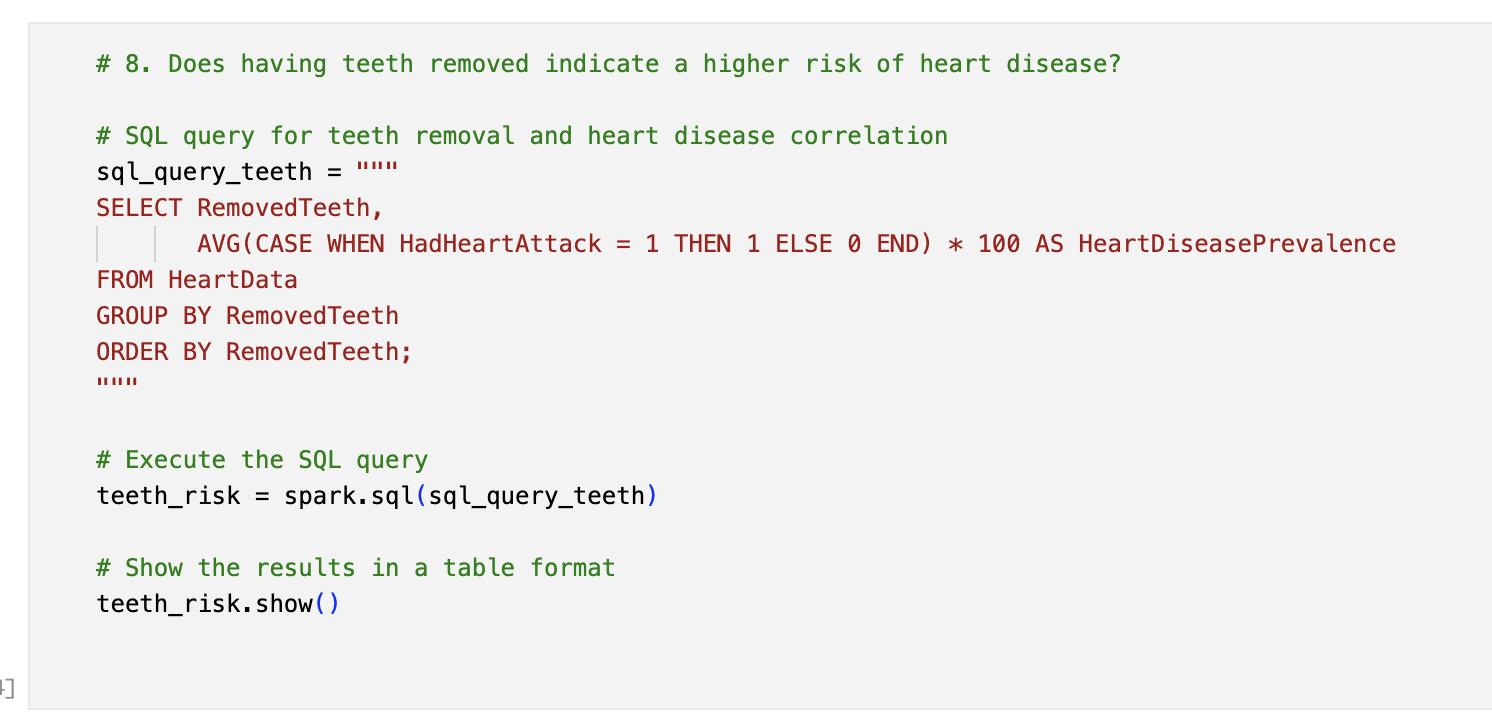 # 8. Does having teeth removed indicate a higher risk of heart disease?
# SQL query for teeth removal and heart disease correlation
sql_query_teeth = """
SELECT RemovedTeeth,
AVG(CASE WHEN HadHeartAttack = 1 THEN 1 ELSE 0 END) * 100 AS HeartDiseasePrevalence
FROM HeartData
GROUP BY RemovedTeeth
ORDER BY RemovedTeeth;
"""
# Execute the SQL query
teeth_risk = spark.sql(sql_query_teeth)
# Show the results in a table format
teeth_risk.show()
4]